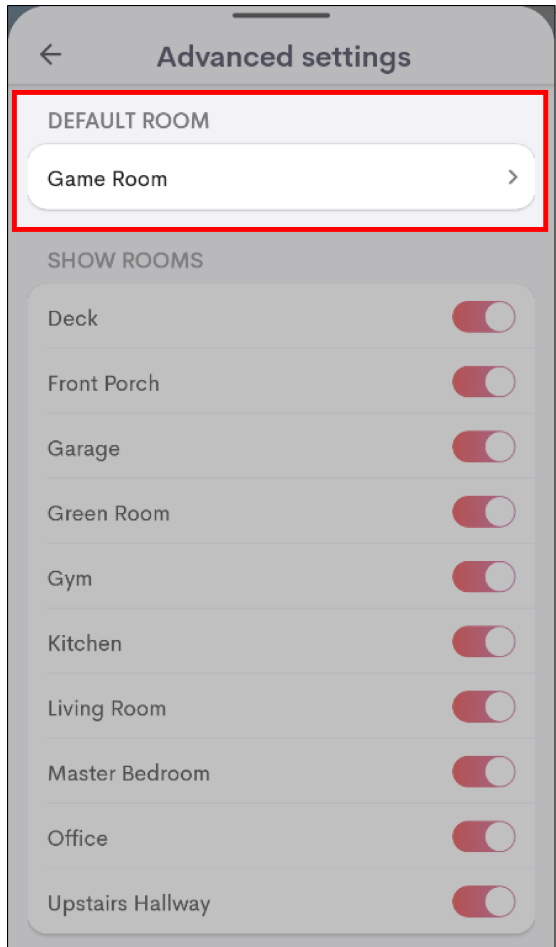 Advanced settings
DEFAULT ROOM
Game Room
SHOW ROOMS
Deck
Front Porch
Garage
Green Room
Gym
Kitchen
Living Room
Master Bedroom
Office
Upstairs Hallway